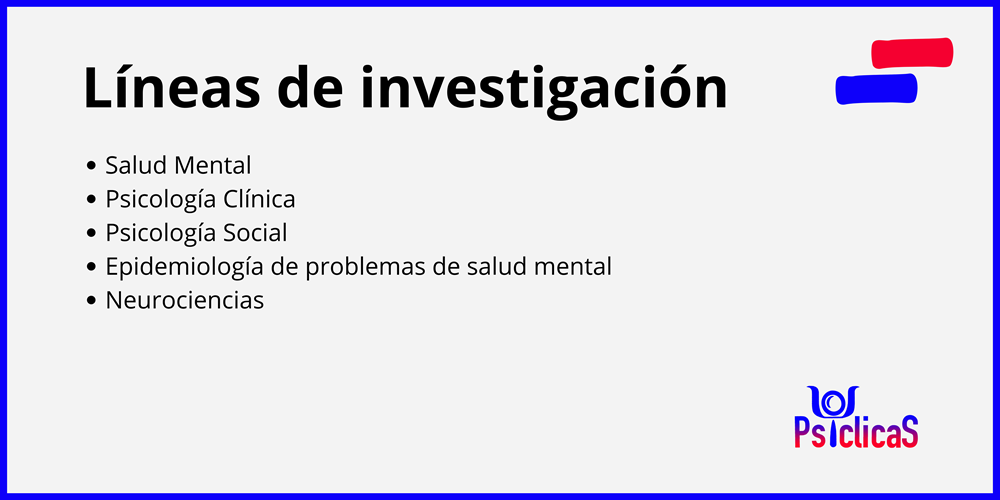 Líneas de investigación
• Salud Mental
• Psicología Clínica
• Psicología Social
• Epidemiología de problemas de salud mental
• Neurociencias
PsiclicaS